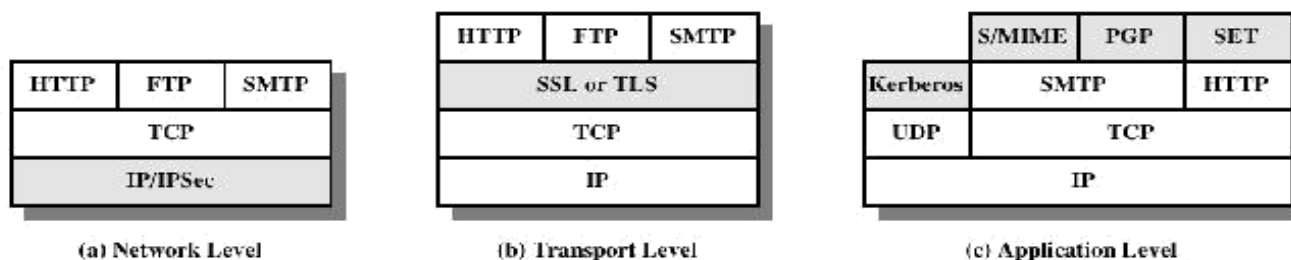 HTTP FTP SMTP
TCP
IP/IPSec
(a) Network Level
HTTP FTP SMTP
SSL or TLS
TCP
IP
(b) Transport Level
S/MIME PGP SET
Kerberos SMTP HTTP
UDP TCP
IP
(c) Application Level